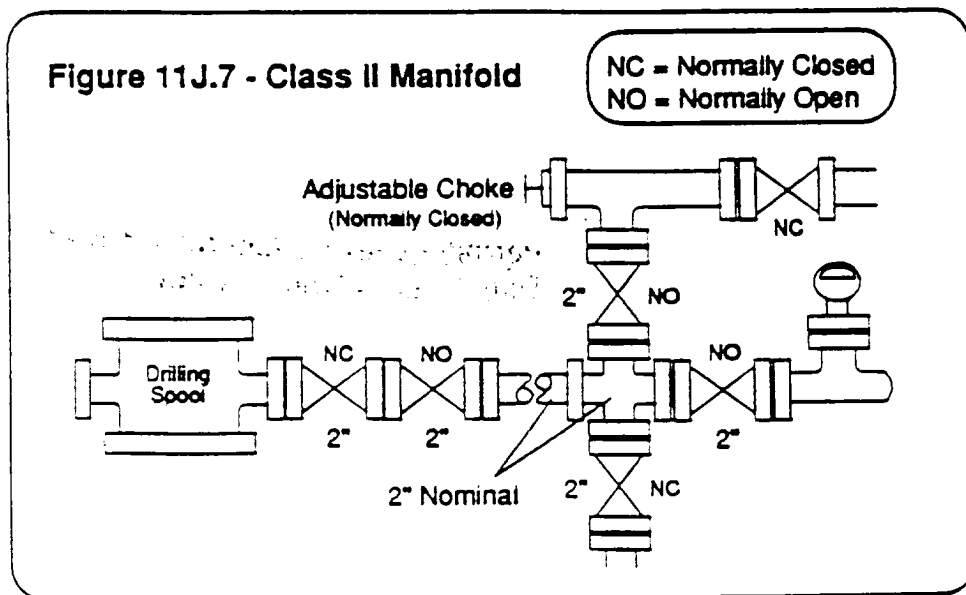 Figure 11J.7 - Class II Manifold
NC = Normally Closed
NO = Normally Open
Adjustable Choke
(Normally Closed)
NC
2" NO
NC NO NO
Drilling
Spool
2" 2" 2"
2" Nominal 2" NC